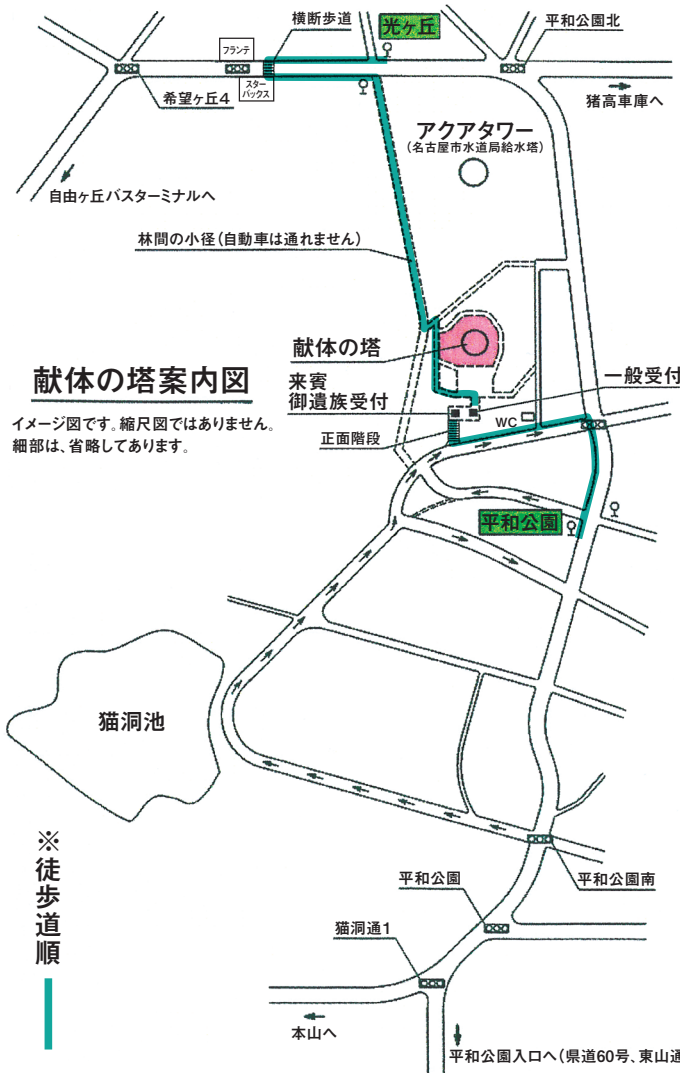 横断歩道
光ヶ丘
平和公園北
フランテ
スター
バックス
希望ヶ丘4
猪高車庫へ
アクアタワー
(名古屋市水道局給水塔)
自由ヶ丘バスターミナルへ
林間の小径(自動車は通れません)
献体の塔
献体の塔案内図
イメージ図です。縮尺図ではありません。
細部は、省略してあります。
来賓
御遺族受付
一般受付
WC
正面階段
平和公園
猫洞池
※徒歩道順
平和公園南
平和公園
猫洞通1
本山へ
平和公園入口へ(県道60号、東山通